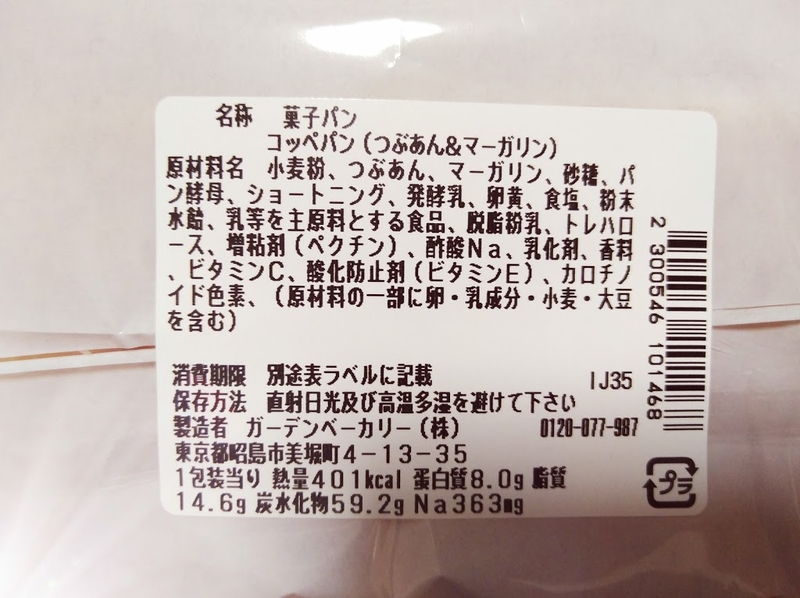 名称 菓子パン
コッペパン(つぶあん&マーガリン)
原材料名 小麦粉、つぶあん、マーガリン、砂糖、パ
ン酵母、ショートニング、発酵乳、卵黄、食塩、粉末
水飴、乳等を主原料とする食品、脱脂粉乳、トレハロ
ース、増粘剤(ペクチン)、酢酸Na、乳化剤、香料
、ビタミンC、酸化防止剤(ビタミンE)、カロチノ
イド色素、(原材料の一部に卵・乳成分・小麦・大豆
を含む)
消費期限 別途表ラベルに記載 IJ35
保存方法 直射日光及び高温多湿を避けて下さい
製造者 ガーデンベーカリー(株) 0120-077-987
東京都昭島市美堀町4-13-35
1包装当り 熱量401kcal 蛋白質8.0g 脂質
14.6g 炭水化物59.2g Na363mg
プラ
2 300546 101468